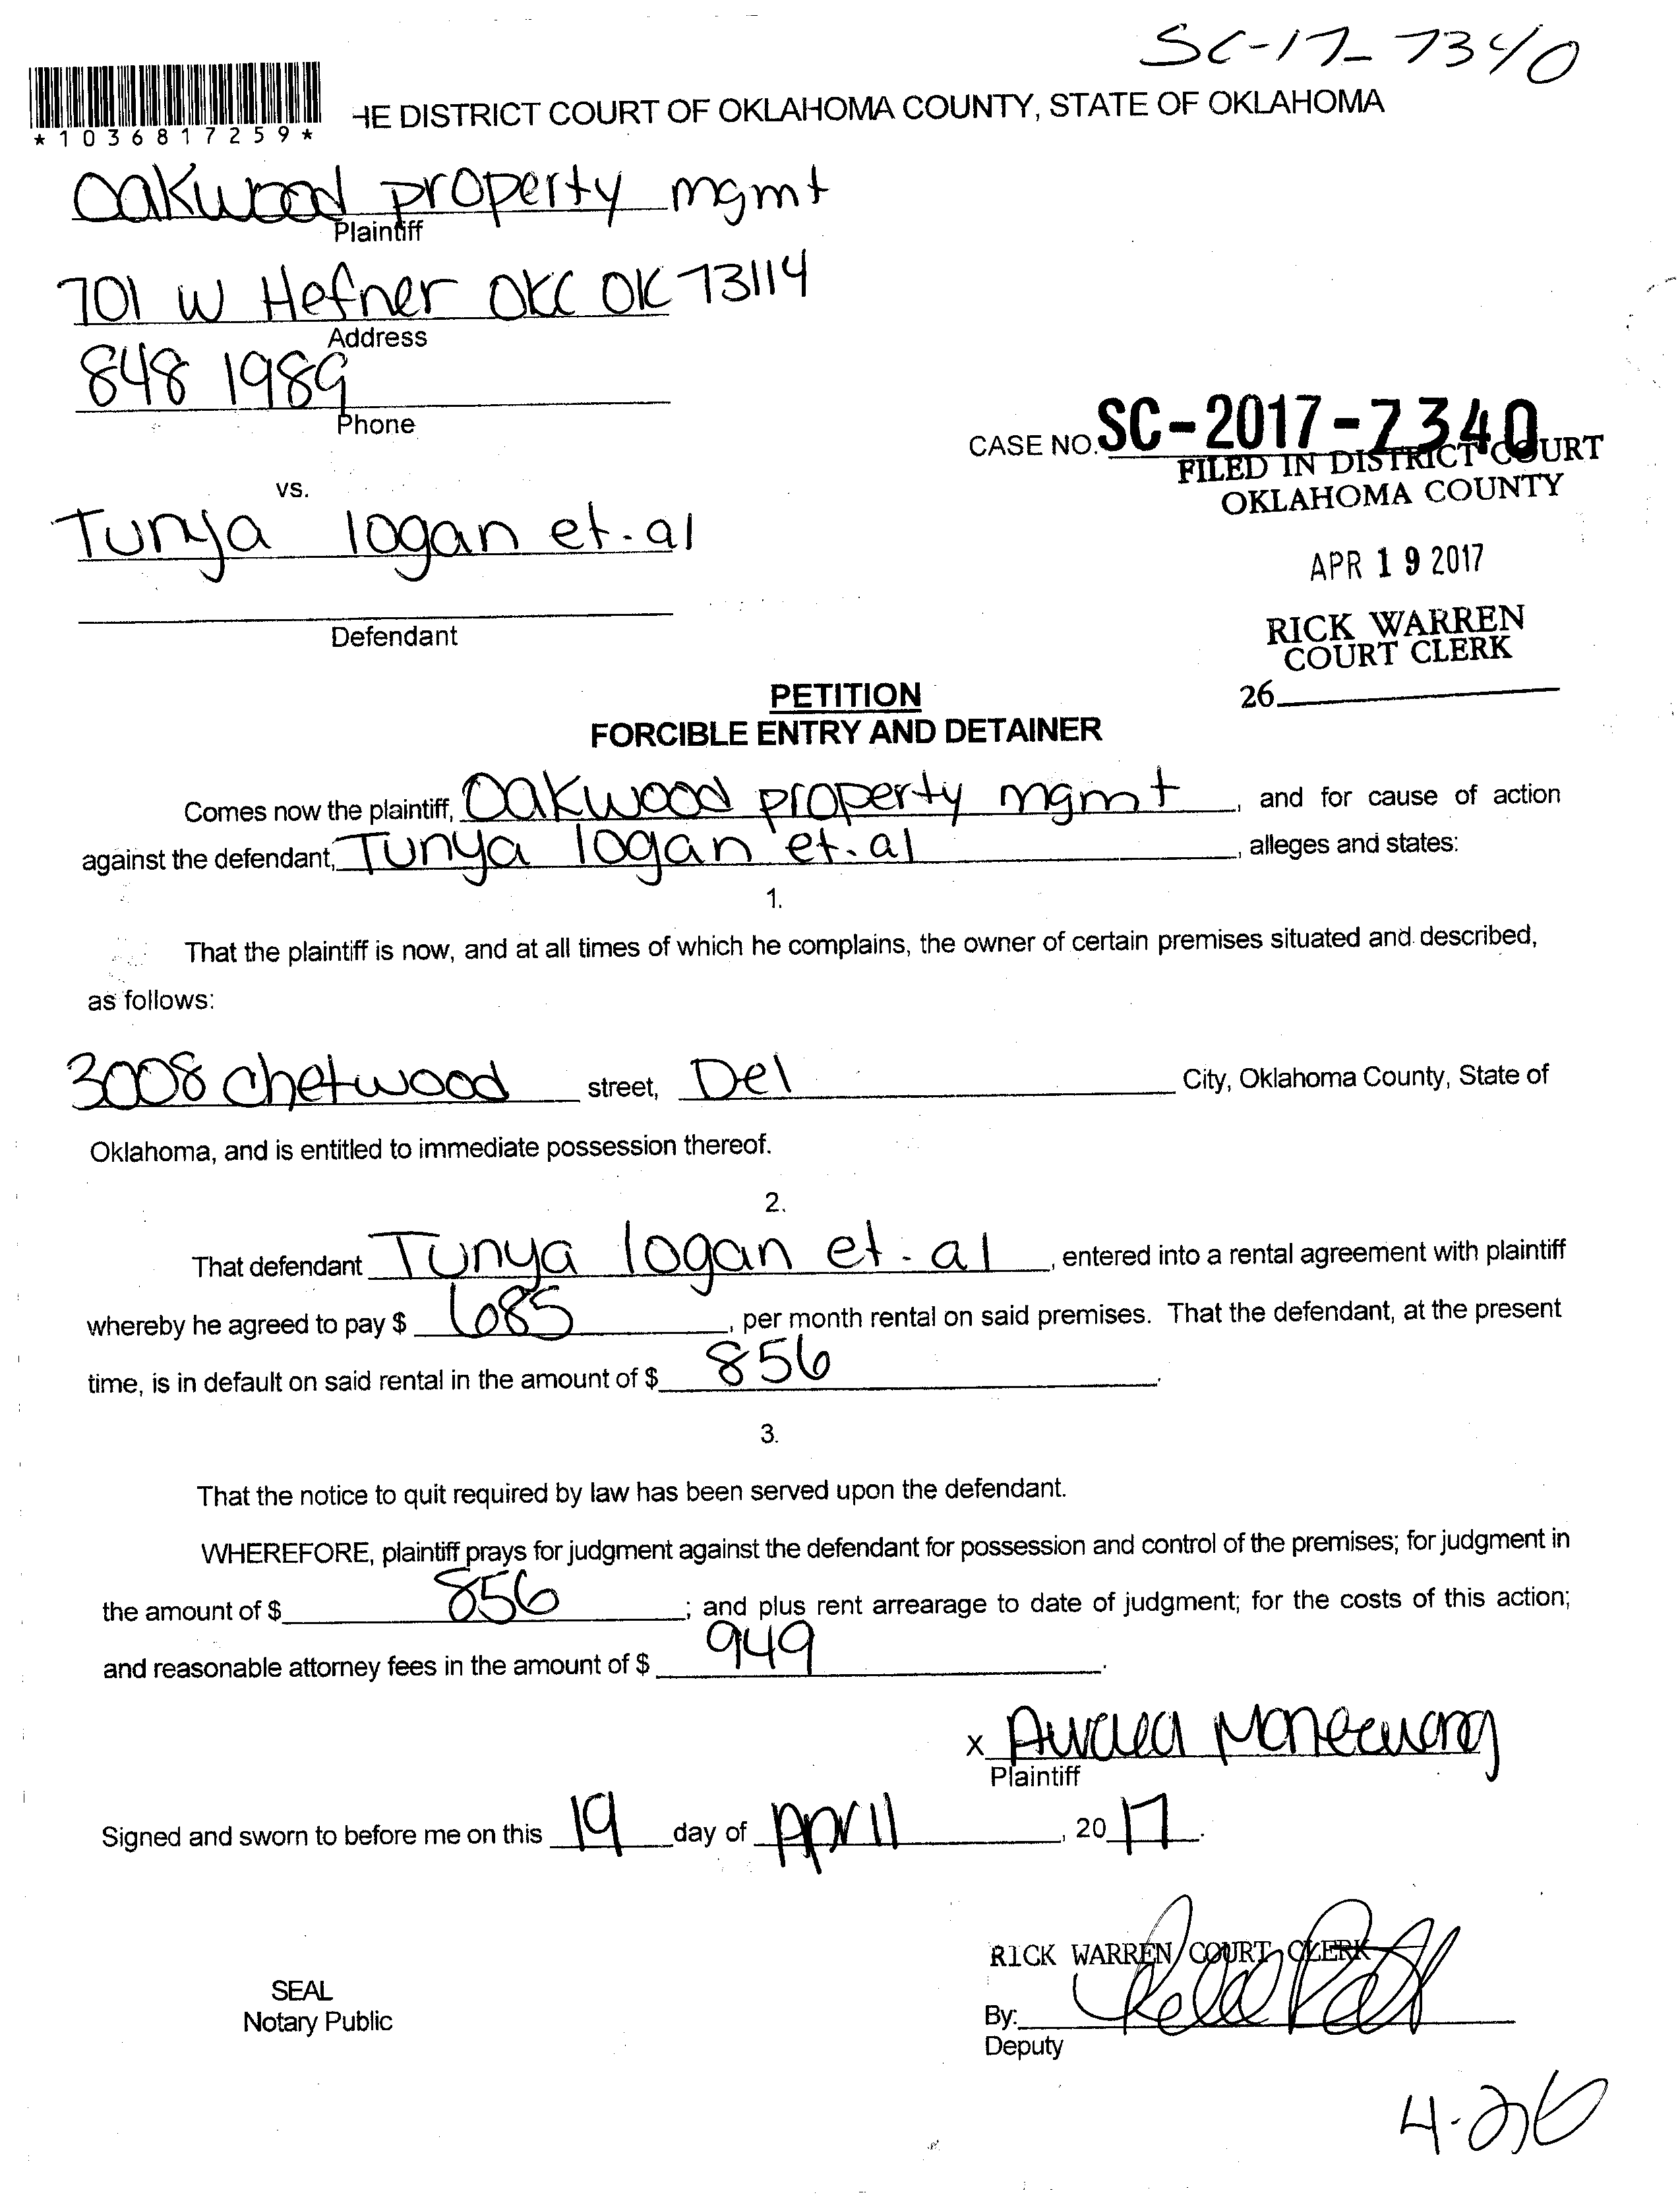 SC-17-7340
*1036817259*
HE DISTRICT COURT OF OKLAHOMA COUNTY, STATE OF OKLAHOMA
Oakwood property mgmt
Plaintiff
701 W Hefner OKC OK 73114
Address
848 1989
Phone
CASE NO. SC-2017-7340
FILED IN DISTRICT COURT
OKLAHOMA COUNTY
vs.
Tunya logan et.al
APR 19 2017
Defendant
RICK WARREN
COURT CLERK
26
PETITION
FORCIBLE ENTRY AND DETAINER
Comes now the plaintiff, Oakwood property mgmt, and for cause of action
against the defendant, Tunya logan et.al, alleges and states:
1.
That the plaintiff is now, and at all times of which he complains, the owner of certain premises situated and described,
as follows:
3008 Chetwood street, Del City, Oklahoma County, State of
Oklahoma, and is entitled to immediate possession thereof.
2.
That defendant Tunya logan et.al, entered into a rental agreement with plaintiff
whereby he agreed to pay $ 685, per month rental on said premises. That the defendant, at the present
time, is in default on said rental in the amount of $ 856.
3.
That the notice to quit required by law has been served upon the defendant.
WHEREFORE, plaintiff prays for judgment against the defendant for possession and control of the premises; for judgment in
the amount of $ 856; and plus rent arrearage to date of judgment; for the costs of this action;
and reasonable attorney fees in the amount of $ 949.
x
Plaintiff
Signed and sworn to before me on this 19 day of April, 2017.
RICK WARREN COURT CLERK
SEAL
Notary Public
By:
Deputy
4-26